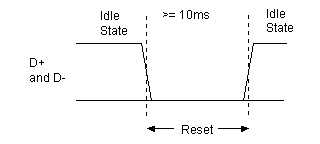 Idle
State
>= 10ms
Idle
State
D+
and D-
Reset